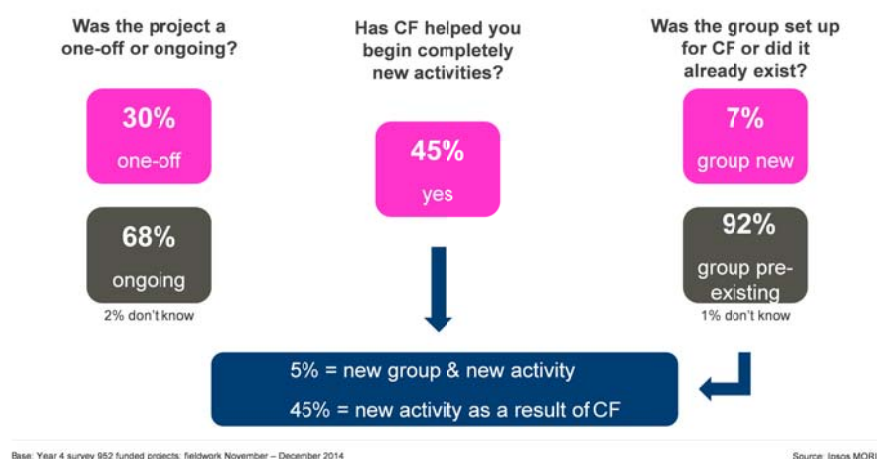 Was the project a
one-off or ongoing?
30%
one-off
68%
ongoing
2% don't know
Has CF helped you
begin completely
new activities?
45%
yes
Was the group set up
for CF or did it
already exist?
7%
group new
92%
group pre-
existing
1% don't know
5% = new group & new activity
45% = new activity as a result of CF
Base: Year 4 survey 952 funded projects; fieldwork November – December 2014
Source: Ipsos MORI